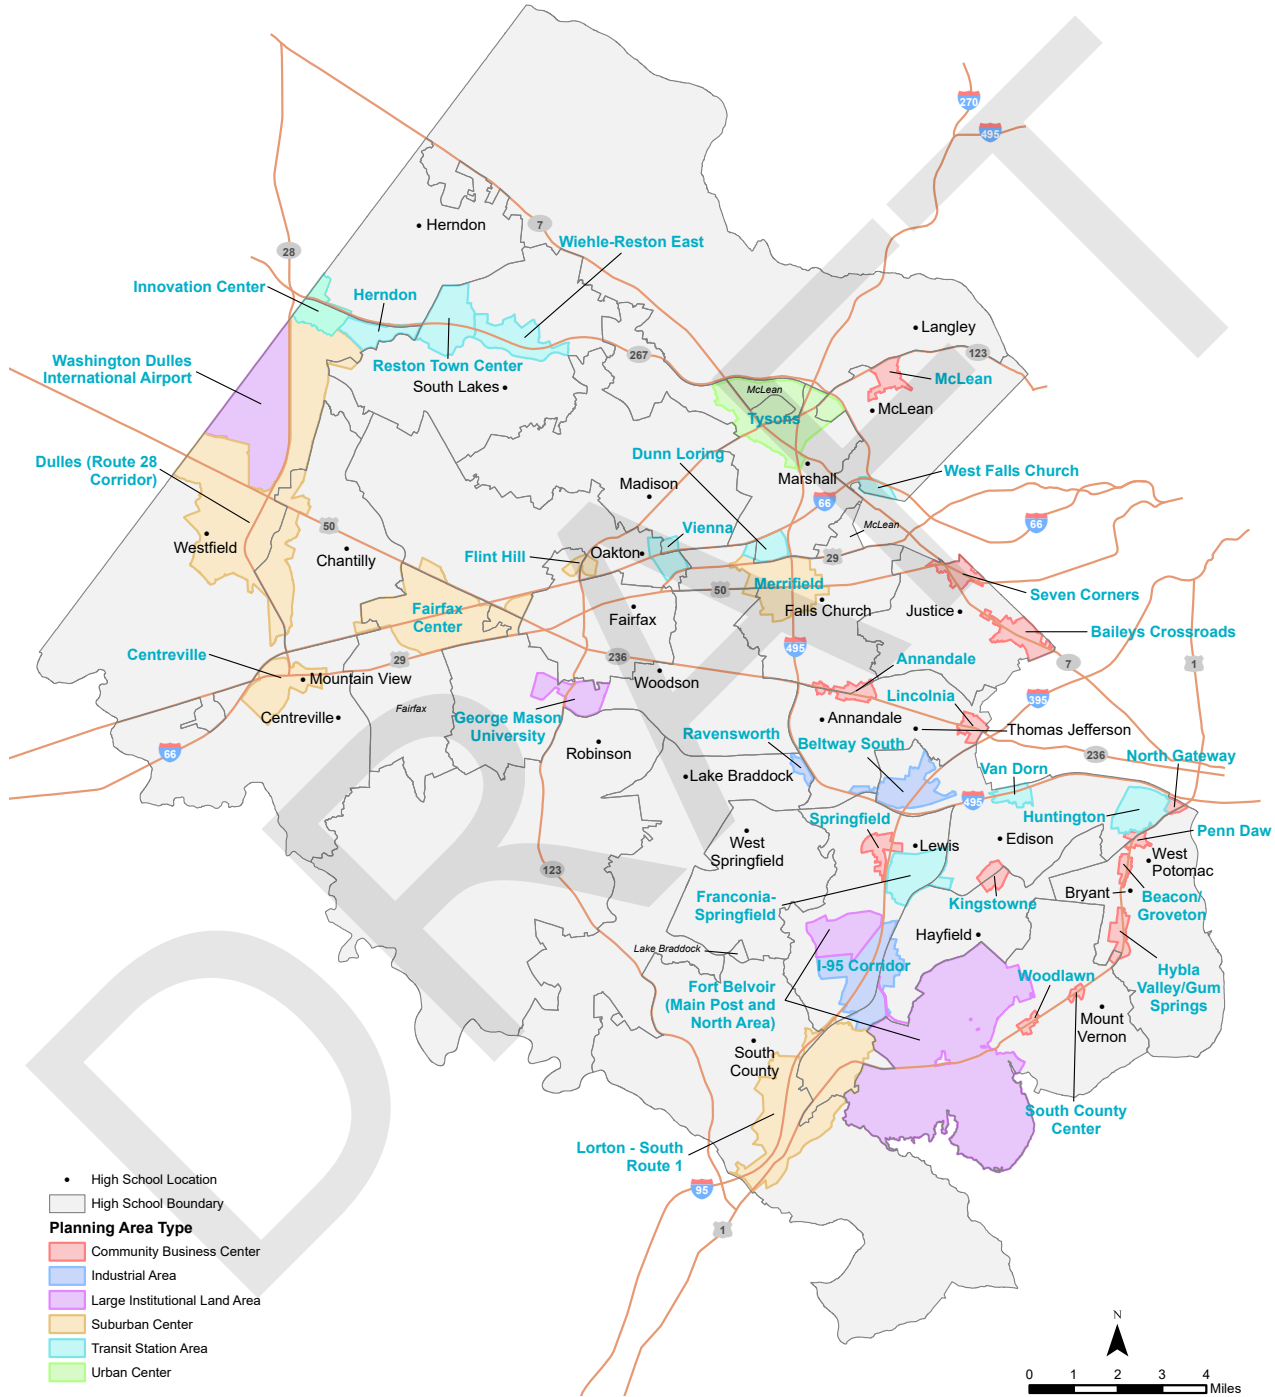 270
495
Herndon
7
Wiehle-Reston East
28
Innovation Center
Herndon
Langley
123
267
Washington Dulles
International Airport
Reston Town Center
South Lakes
McLean
McLean
McLean
Tysons
Dunn Loring
Dulles (Route 28
Corridor)
Marshall
West Falls Church
Madison
66
66
50
Westfield
Chantilly
Vienna
McLean
Flint Hill
Oakton
29
50
Merrifield
Seven Corners
Fairfax
Center
Fairfax
Falls Church
Justice
Baileys Crossroads
495
Centreville
29
236
Annandale
7
1
Mountain View
Woodson
Lincolnia
395
Fairfax
Centreville
George Mason
University
Annandale
Thomas Jefferson
Ravensworth
Beltway South
66
Robinson
236
North Gateway
Lake Braddock
Van Dorn
495
Springfield
Huntington
Penn Daw
West
Springfield
Lewis
Edison
West
Potomac
123
Franconia-
Springfield
Kingstowne
Bryant
Beacon/
Groveton
Hayfield
Lake Braddock
I-95 Corridor
Fort Belvoir
(Main Post and
North Area)
Woodlawn
Hybla
Valley/Gum
Springs
Mount
Vernon
South
County
South County
Center
Lorton - South
Route 1
95
1
High School Location
High School Boundary
Planning Area Type
Community Business Center
Industrial Area
Large Institutional Land Area
Suburban Center
Transit Station Area
Urban Center
N
0 1 2 3 4
Miles
DRAFT